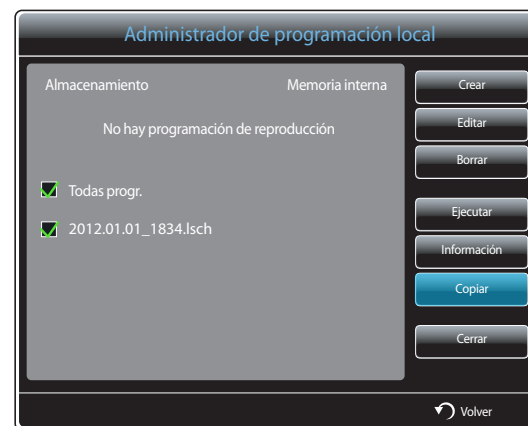 Administrador de programación local
Almacenamiento Memoria interna
No hay programación de reproducción
Todas progr.
2012.01.01_1834.lsch
Crear
Editar
Borrar
Ejecutar
Información
Copiar
Cerrar
Volver